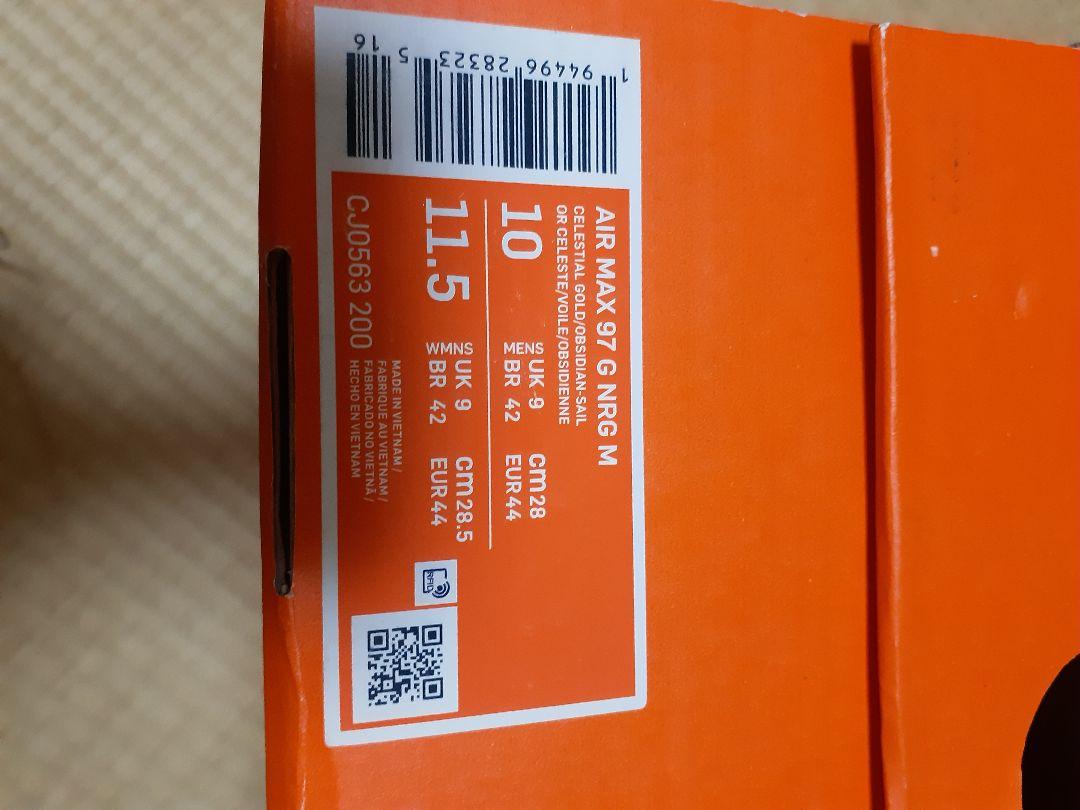 AIR MAX 97 G NRG M
CELESTIAL GOLD/OBSIDIAN-SAIL
OR CELESTE/VOILE/OBSIDIENNE
10 MENS UK 9 cm 28
BR 42 EUR 44
11.5 WMNS UK 9 cm 28.5
BR 42 EUR 44
CJ0563 200
MADE IN VIETNAM/
FABRIQUE AU VIETNAM/
FABRICADO NO VIETNÃ/
HECHO EN VIETNAM
1 94496 28323 5 16
RFID